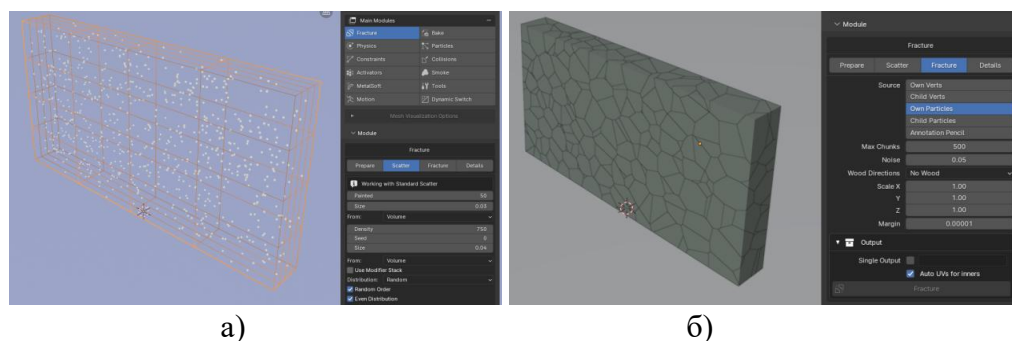 Main Modules
Fracture
Bake
Physics
Particles
Constraints
Collisions
Activators
Smoke
MetalSoft
Tools
Motion
Dynamic Switch
Main Visualization Options
Module
Fracture
Prepare Scatter Fracture Details
Working with Standard Scatter
Painted 50
Size 0.03
From: Volume
Density 750
Seed 0
Size 0.04
From: Volume
Use Modifier Stack
Distribution: Random
Random Order
Even Distribution
а)
Module
Fracture
Prepare Scatter Fracture Details
Source Own Verts
Child Verts
Own Particles
Child Particles
Annotation Pencil
Max Chunks 500
Noise 0.05
Wood Directions No Wood
Scale X 1.00
Y 1.00
Z 1.00
Margin 0.00001
Output
Single Output
Auto UVs for inners
Fracture
б)